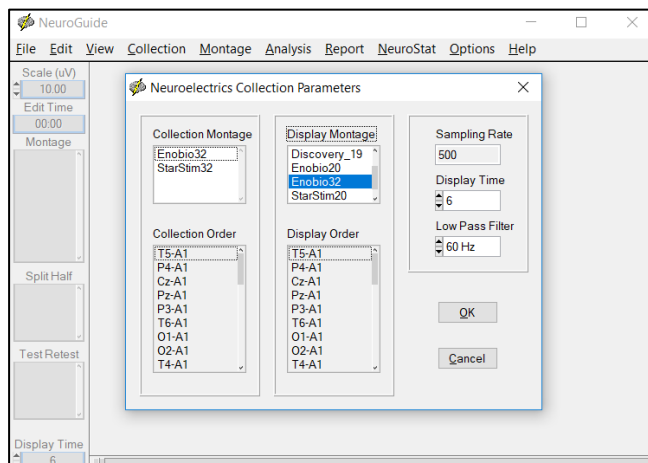 NeuroGuide
File Edit View Collection Montage Analysis Report NeuroStat Options Help
Scale (uV)
10.00
Edit Time
00:00
Montage
Split Half
Test Retest
Display Time
6
Neuroelectrics Collection Parameters
Collection Montage
Enobio32
StarStim32
Collection Order
T5-A1
P4-A1
Cz-A1
Pz-A1
P3-A1
T6-A1
O1-A1
O2-A1
T4-A1
Display Montage
Discovery_19
Enobio20
Enobio32
StarStim20
Display Order
T5-A1
P4-A1
Cz-A1
Pz-A1
P3-A1
T6-A1
O1-A1
O2-A1
T4-A1
Sampling Rate
500
Display Time
6
Low Pass Filter
60 Hz
OK
Cancel